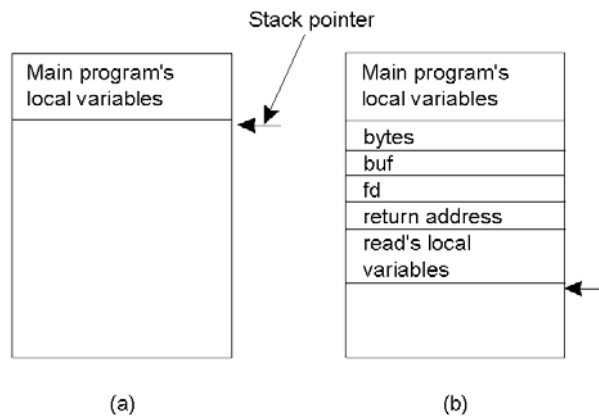 Stack pointer
Main program's
local variables
Main program's
local variables
bytes
buf
fd
return address
read's local
variables
(a)
(b)